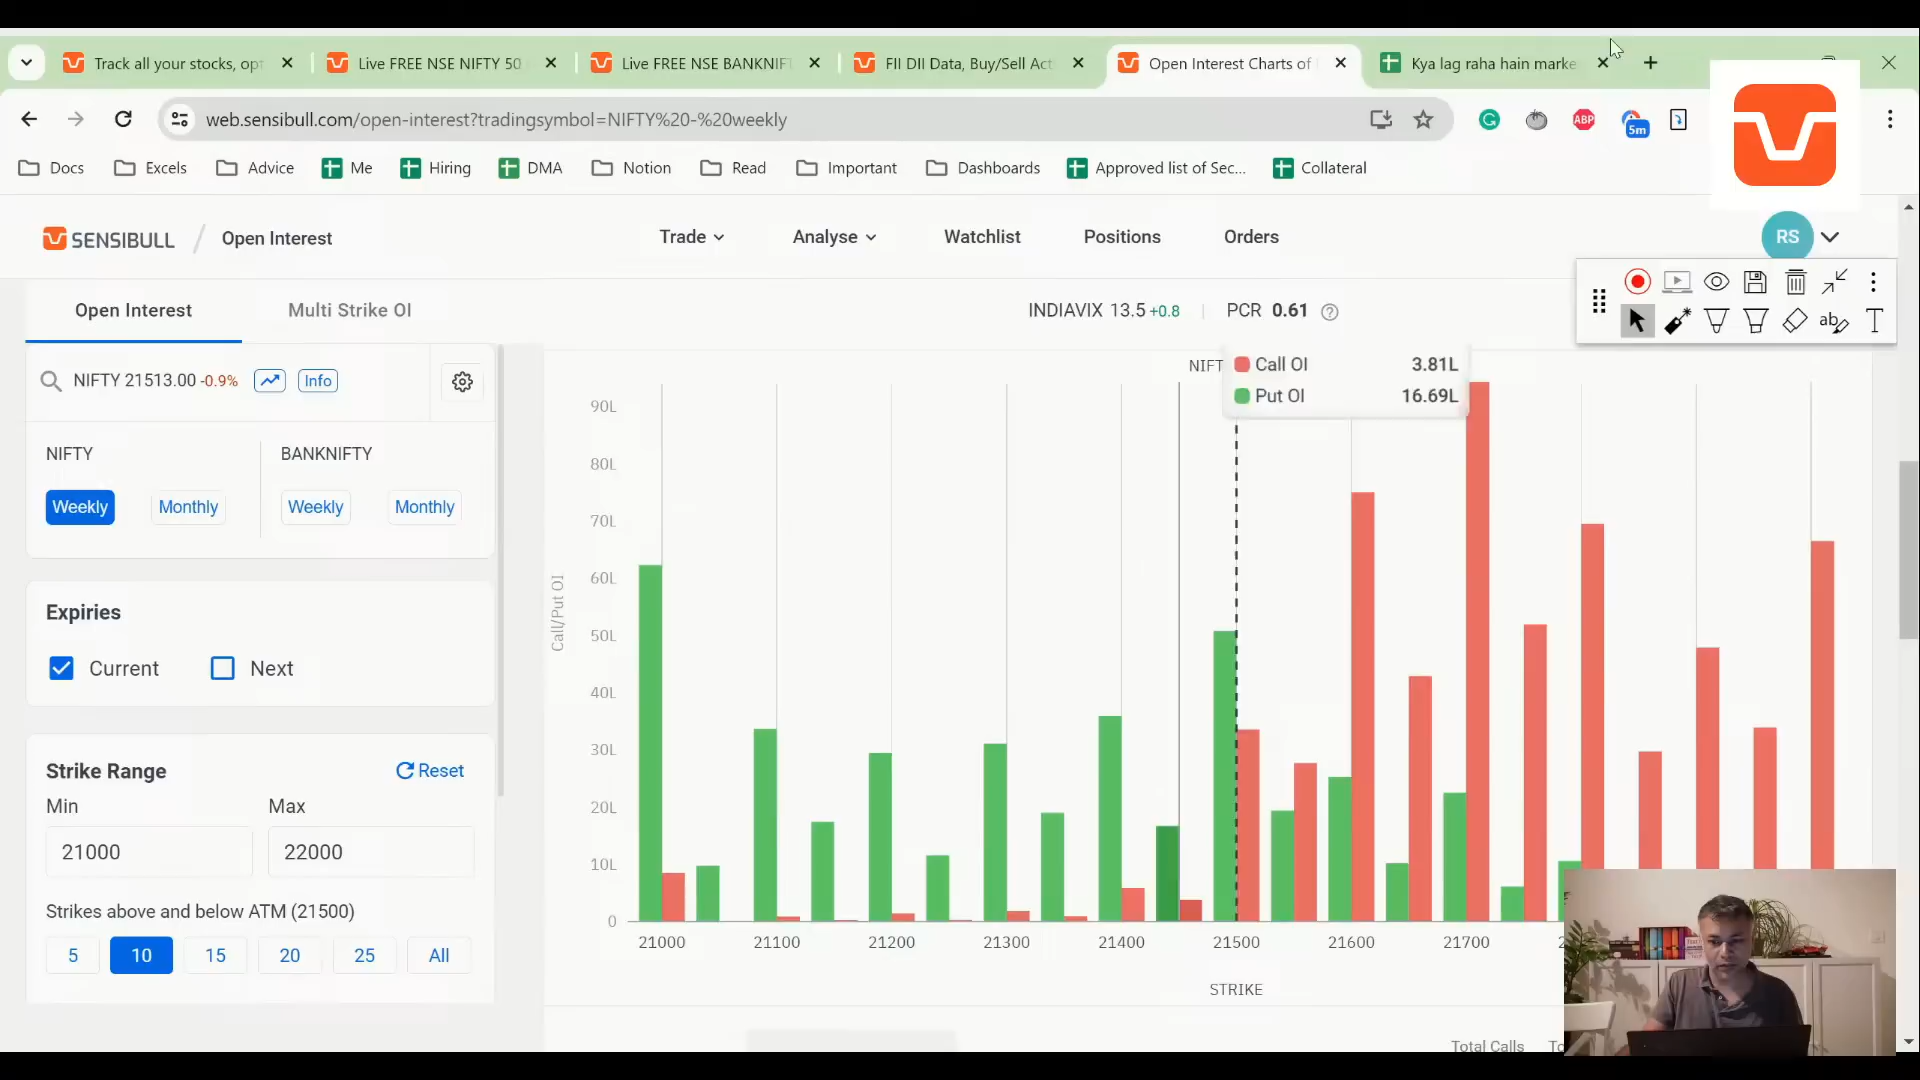 Track all your stocks, opt
Live FREE NSE NIFTY 50
Live FREE NSE BANKNIFT
FII DII Data, Buy/Sell Act
Open Interest Charts of
Kya lag raha hain marke
web.sensibull.com/open-interest?tradingsymbol=NIFTY%20-%20weekly
ABP
5m
Docs
Excels
Advice
Me
Hiring
DMA
Notion
Read
Important
Dashboards
Approved list of Sec...
Collateral
SENSIBULL / Open Interest
Trade
Analyse
Watchlist
Positions
Orders
RS
Open Interest
Multi Strike OI
INDIAVIX 13.5 +0.8
PCR 0.61
NIFTY 21513.00 -0.9%
Info
NIFTY
BANKNIFTY
Weekly
Monthly
Weekly
Monthly
Expiries
Current
Next
Strike Range
Reset
Min
Max
21000
22000
Strikes above and below ATM (21500)
5
10
15
20
25
All
NIFT
Call OI 3.81L
Put OI 16.69L
ab
T
Call/Put OI
90L
80L
70L
60L
50L
40L
30L
20L
10L
0
21000
21100
21200
21300
21400
21500
21600
21700
STRIKE
Total Calls